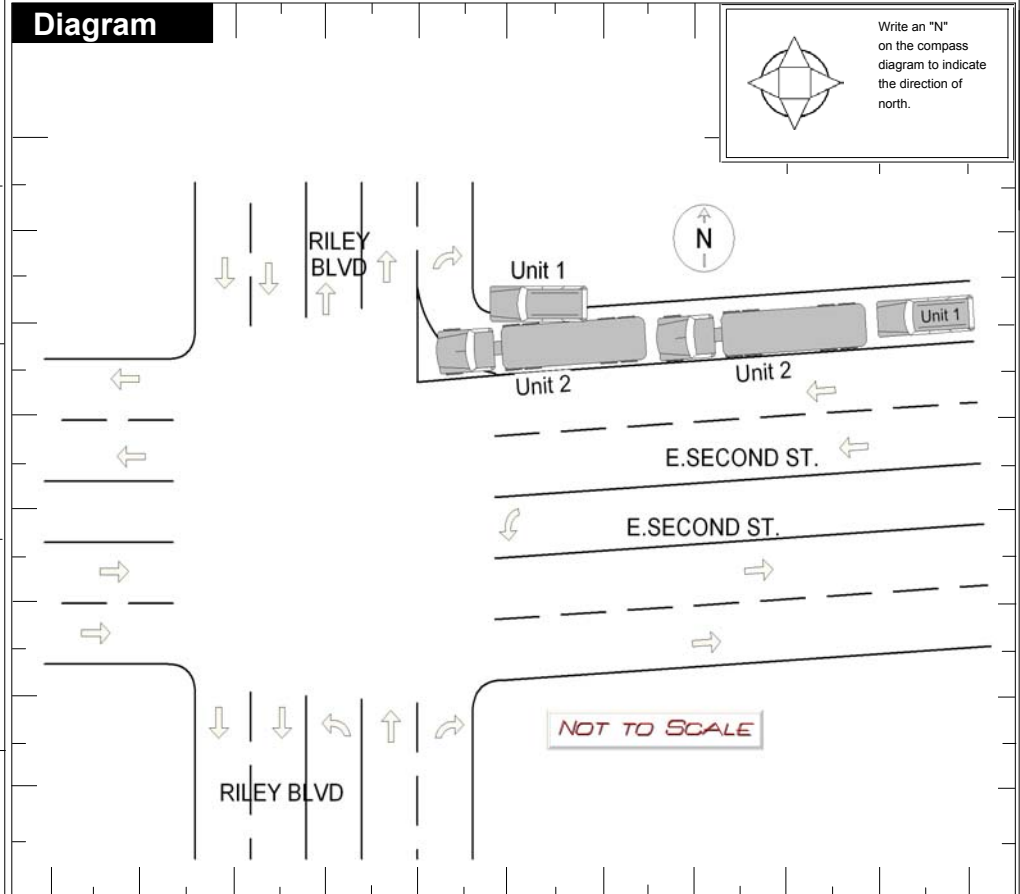 Diagram
Write an "N"
on the compass
diagram to indicate
the direction of
north.
RILEY
BLVD
N
Unit 1
Unit 1
Unit 2
Unit 2
E.SECOND ST.
E.SECOND ST.
NOT TO SCALE
RILEY BLVD